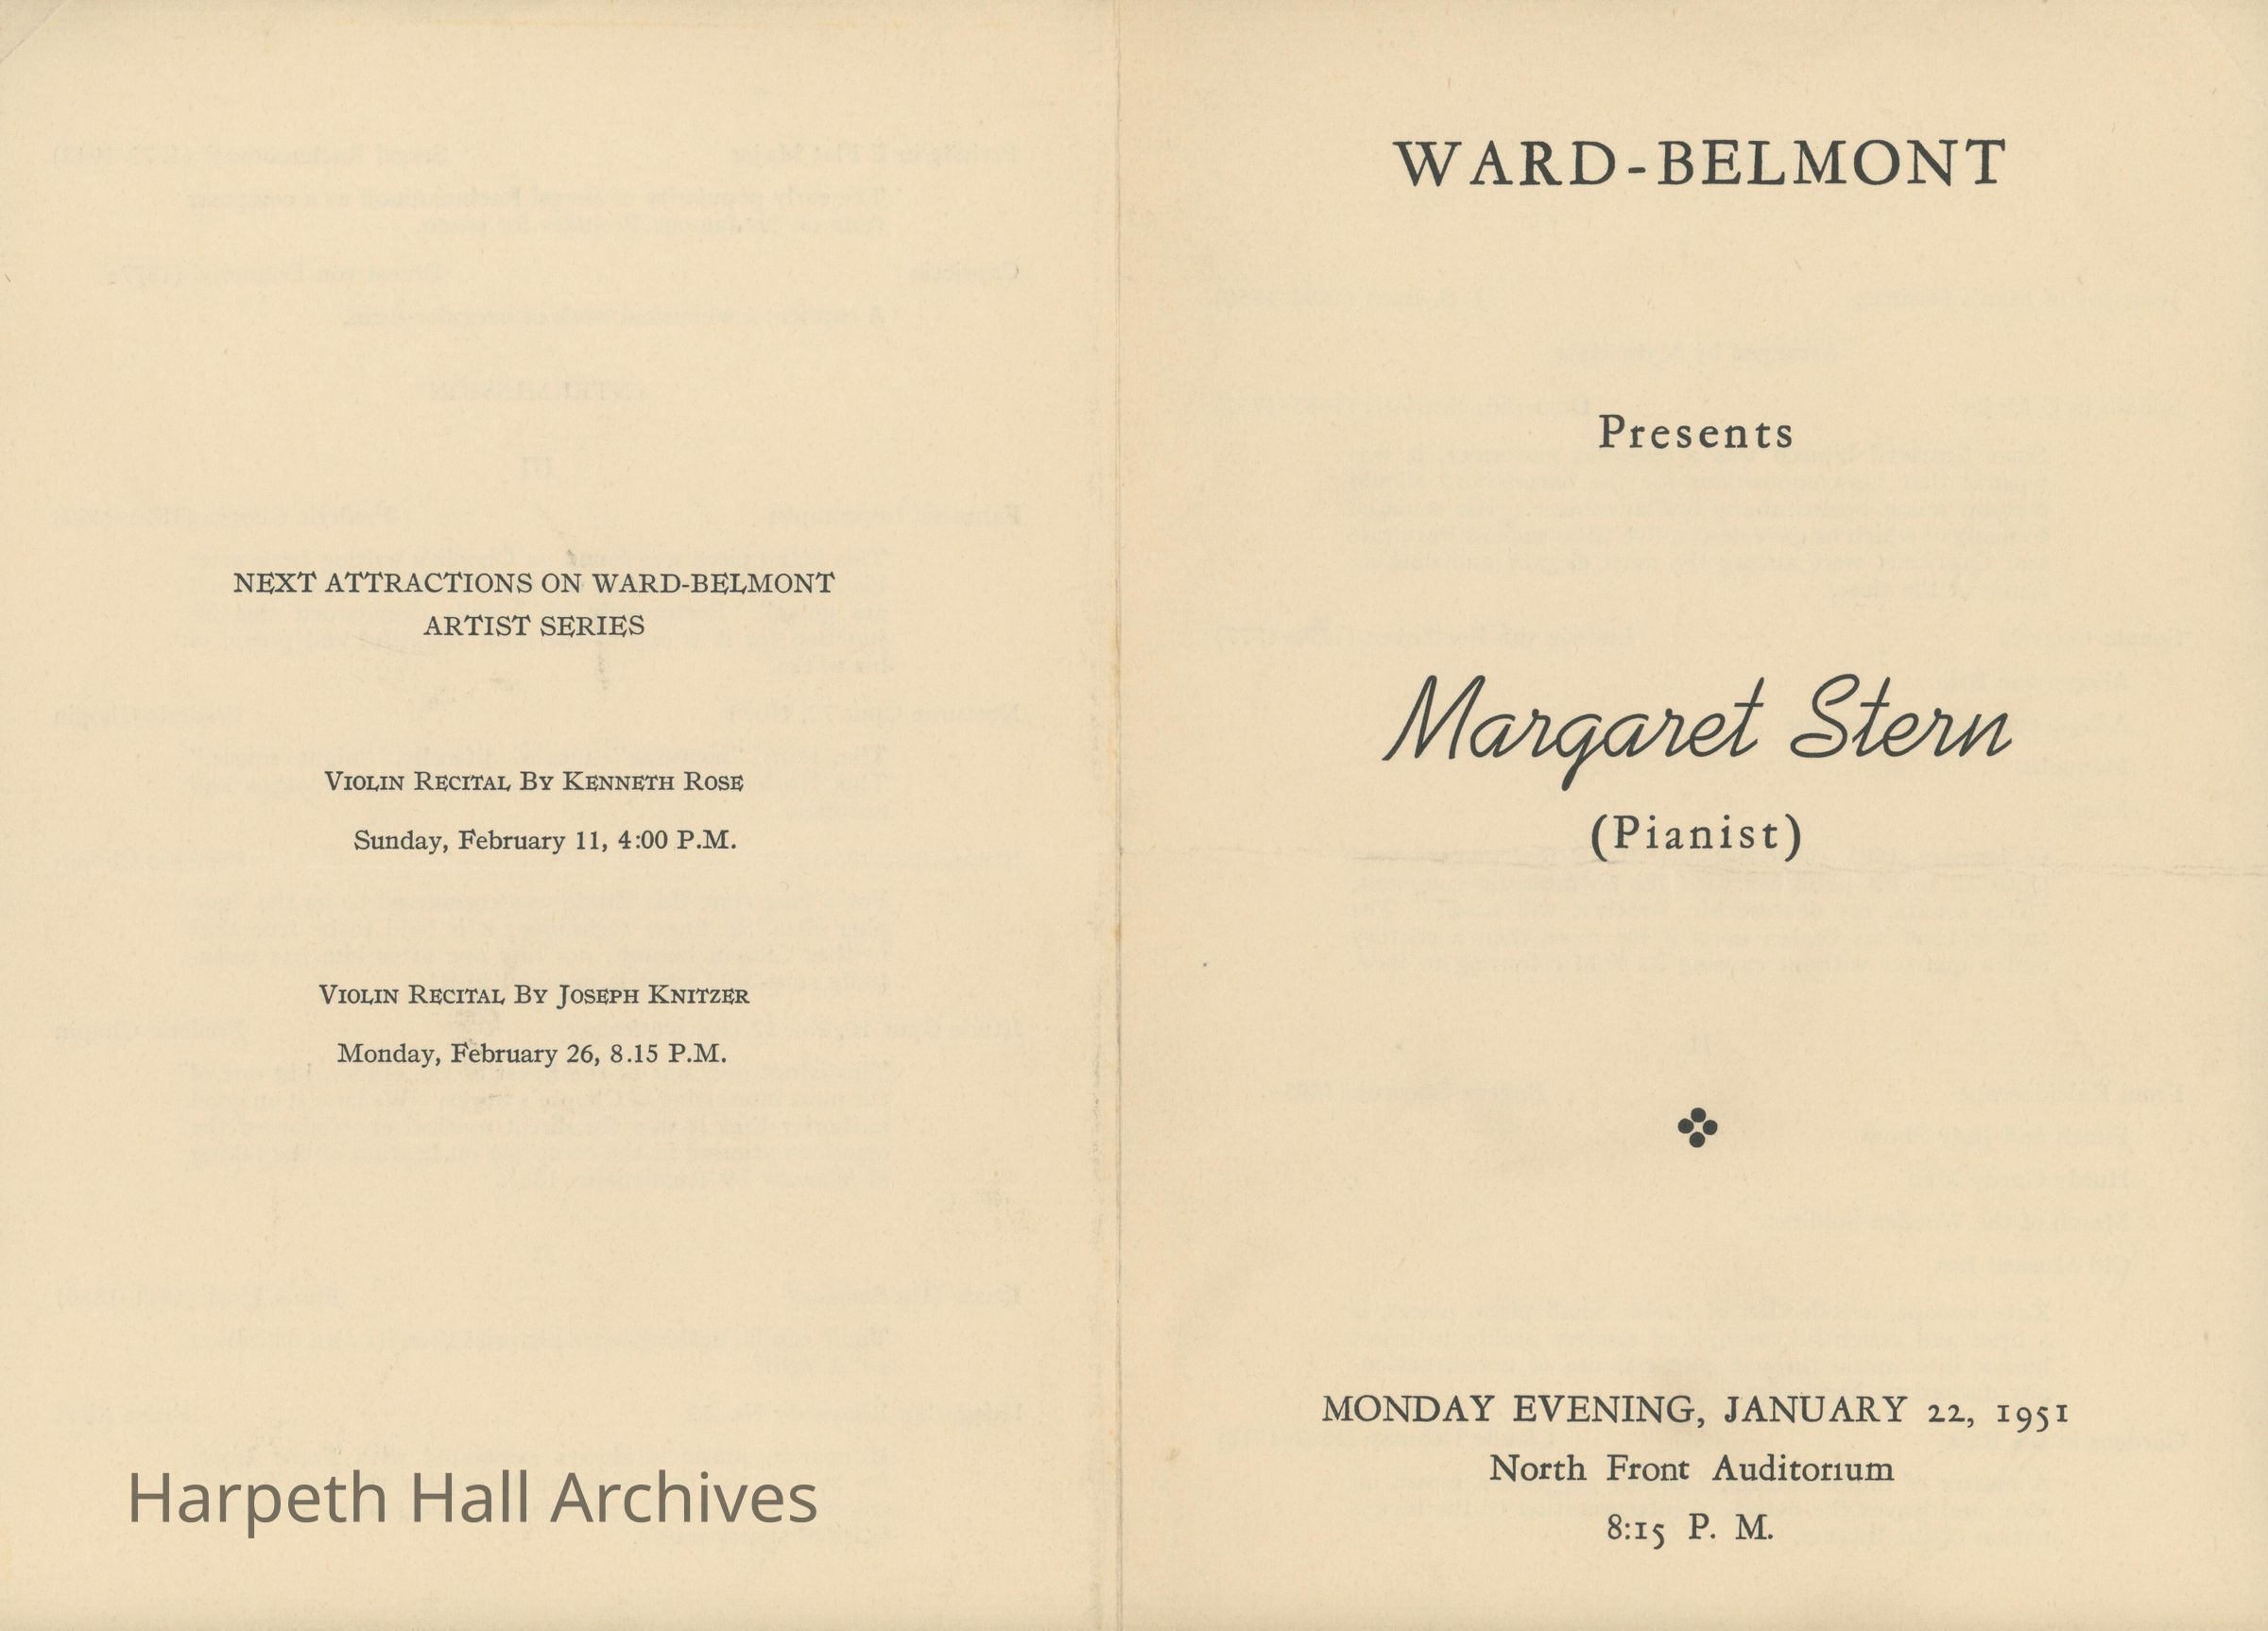 NEXT ATTRACTIONS ON WARD-BELMONT
ARTIST SERIES
VIOLIN RECITAL BY KENNETH ROSE
Sunday, February 11, 4:00 P.M.
VIOLIN RECITAL BY JOSEPH KNITZER
Monday, February 26, 8.15 P.M.
Harpeth Hall Archives
WARD-BELMONT
Presents
Margaret Stern
(Pianist)
MONDAY EVENING, JANUARY 22, 1951
North Front Auditorium
8:15 P. M.